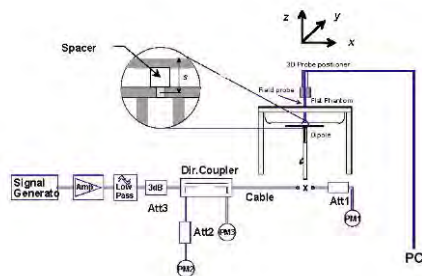 z
y
x
Spacer
s
3D Probe positioner
Field probe
Flat Phantom
Dipole
Dir.Coupler
Signal
Generato
Amp
Low
Pass
3dB
Att3
Cable
x
Att1
PM1
Att2
PM3
PM2
PC